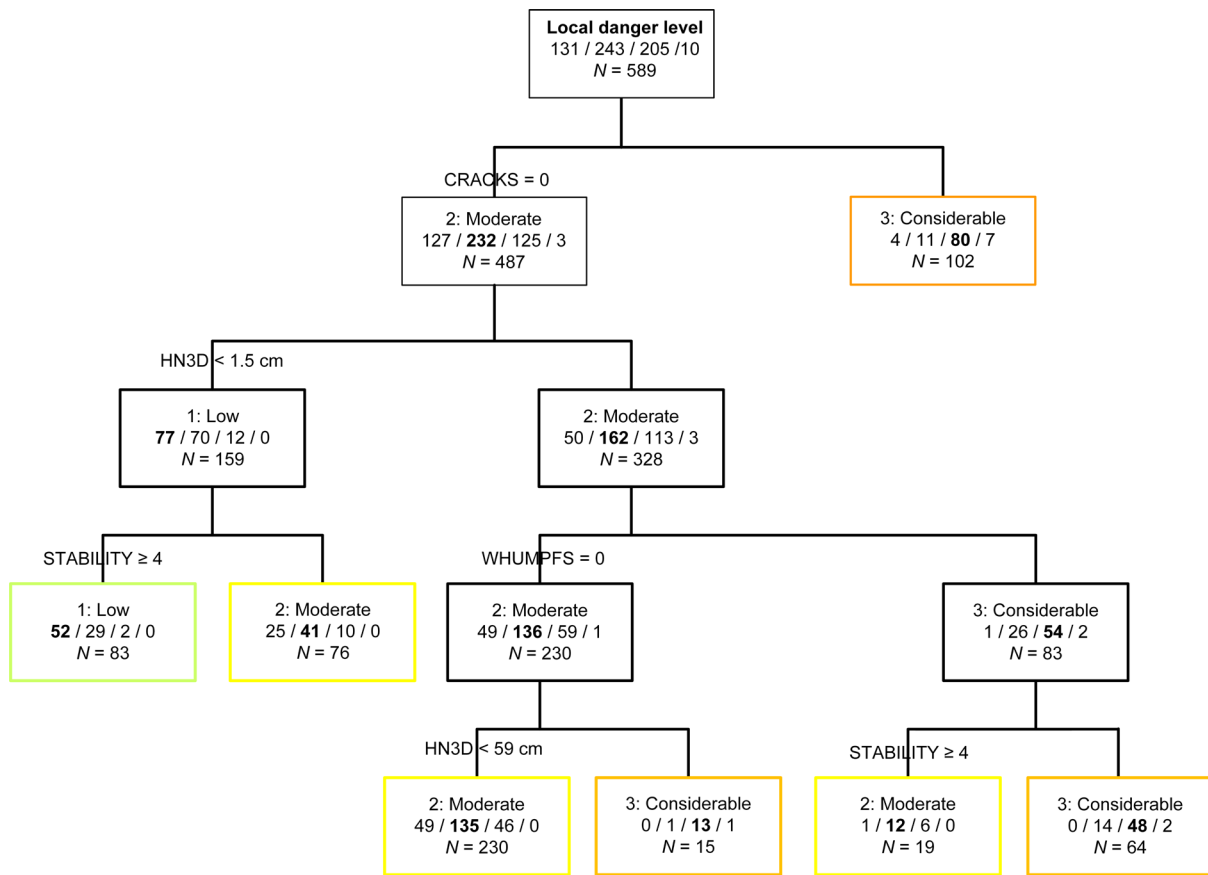 Local danger level
131 / 243 / 205 /10
N = 589
CRACKS = 0
2: Moderate
127 / 232 / 125 / 3
N = 487
3: Considerable
4 / 11 / 80 / 7
N = 102
HN3D < 1.5 cm
1: Low
77 / 70 / 12 / 0
N = 159
2: Moderate
50 / 162 / 113 / 3
N = 328
STABILITY ≥ 4
1: Low
52 / 29 / 2 / 0
N = 83
2: Moderate
25 / 41 / 10 / 0
N = 76
WHUMPFS = 0
2: Moderate
49 / 136 / 59 / 1
N = 230
3: Considerable
1 / 26 / 54 / 2
N = 83
HN3D < 59 cm
2: Moderate
49 / 135 / 46 / 0
N = 230
3: Considerable
0 / 1 / 13 / 1
N = 15
STABILITY ≥ 4
2: Moderate
1 / 12 / 6 / 0
N = 19
3: Considerable
0 / 14 / 48 / 2
N = 64